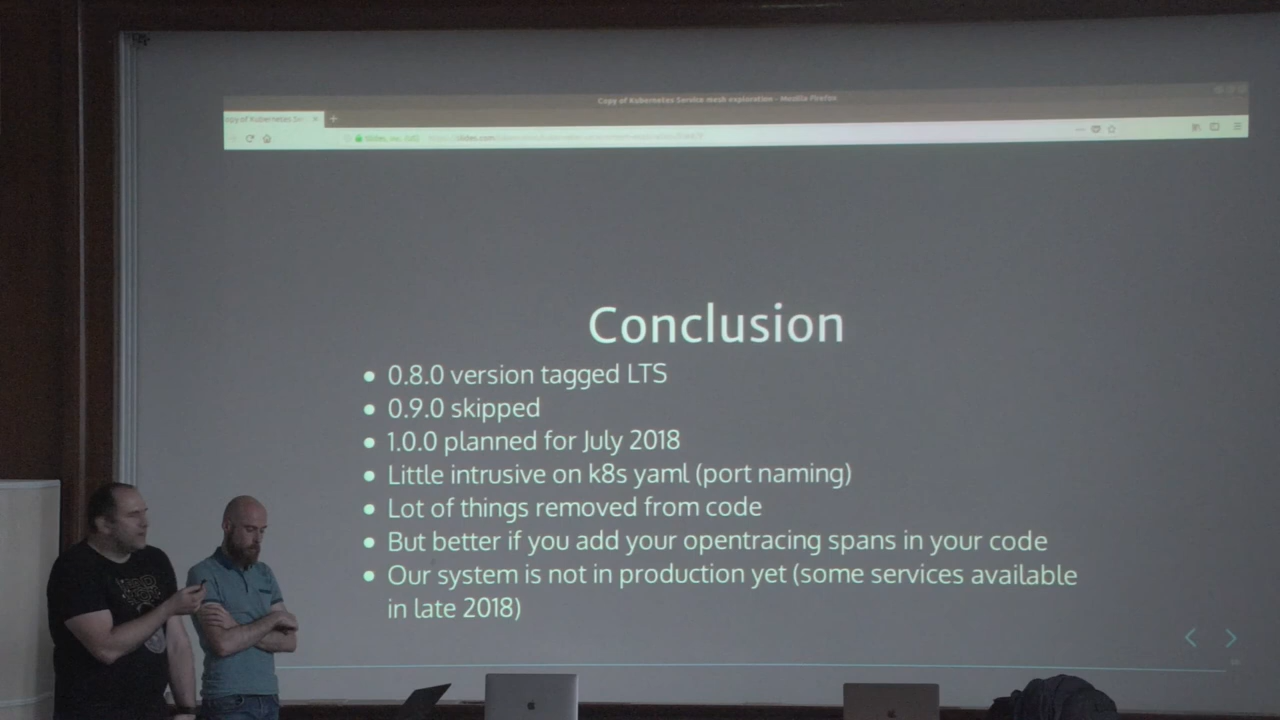 Copy of Kubernetes Service mesh exploration - Mozilla Firefox
Conclusion
• 0.8.0 version tagged LTS
• 0.9.0 skipped
• 1.0.0 planned for July 2018
• Little intrusive on k8s yaml (port naming)
• Lot of things removed from code
• But better if you add your opentracing spans in your code
• Our system is not in production yet (some services available
in late 2018)